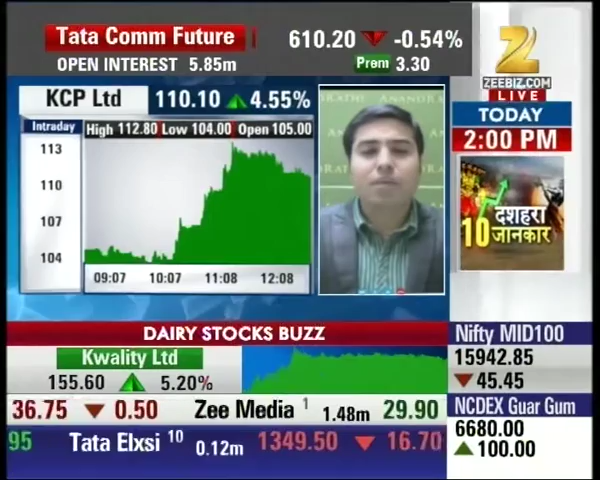 Tata Comm Future
610.20 -0.54%
OPEN INTEREST 5.85m
Prem 3.30
Z
ZEEBIZ.COM
LIVE
KCP Ltd
110.10 4.55%
Intraday
High 112.80 Low 104.00 Open 105.00
113
110
107
104
09:07 10:07 11:08 12:08
ANAND RATHI
TODAY
2:00 PM
दशहरा
10 जानकार
DAIRY STOCKS BUZZ
Kwality Ltd
155.60 5.20%
Nifty MID100
15942.85
45.45
36.75 0.50 Zee Media 1 1.48m 29.90
NCDEX Guar Gum
6680.00
100.00
95 Tata Elxsi 10 0.12m 1349.50 16.70